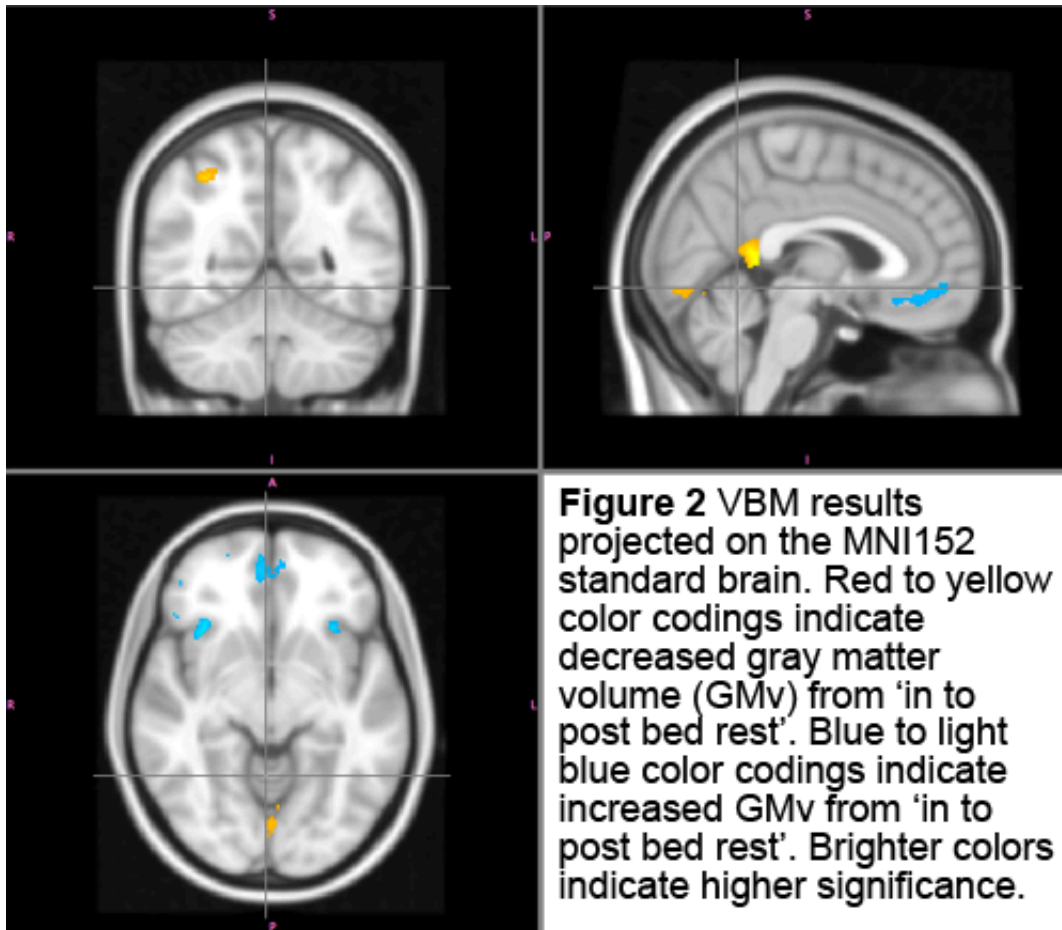 S
S
R
L
P
I
I
A
R
L
P
Figure 2 VBM results
projected on the MNI152
standard brain. Red to yellow
color codings indicate
decreased gray matter
volume (GMv) from ‘in to
post bed rest’. Blue to light
blue color codings indicate
increased GMv from ‘in to
post bed rest’. Brighter colors
indicate higher significance.